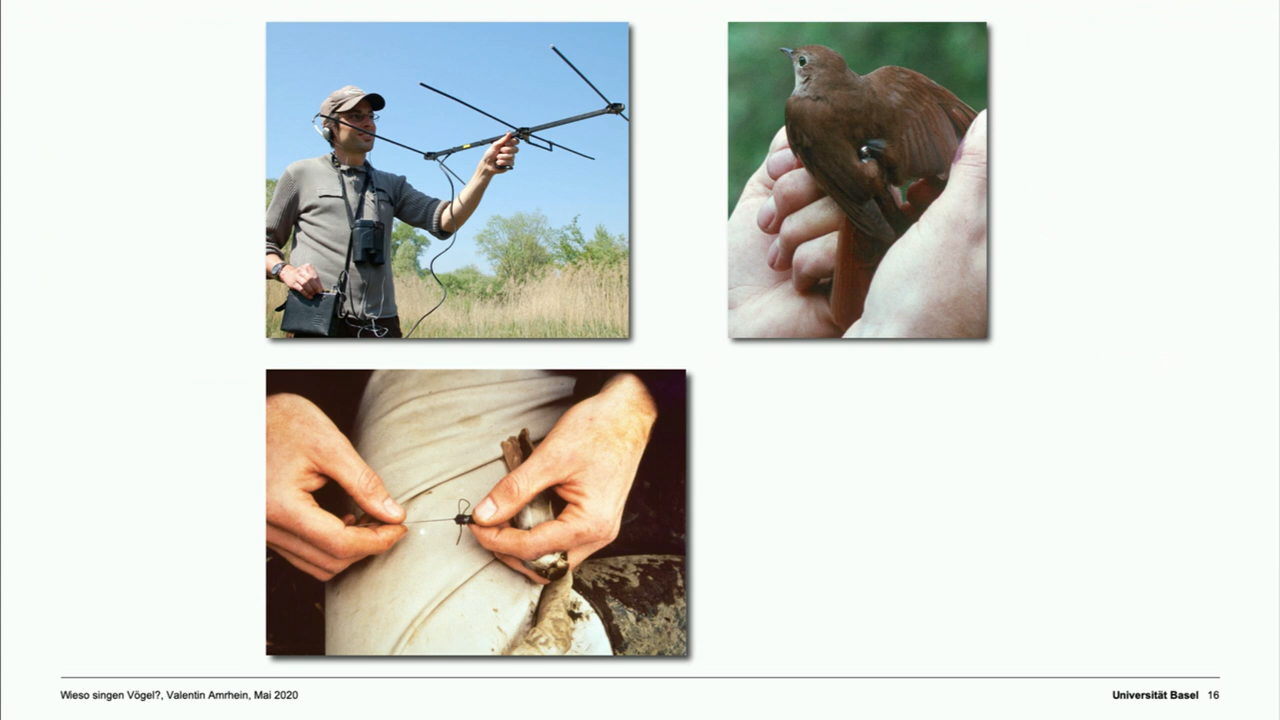 Wieso singen Vögel?, Valentin Amrhein, Mai 2020
Universität Basel 16